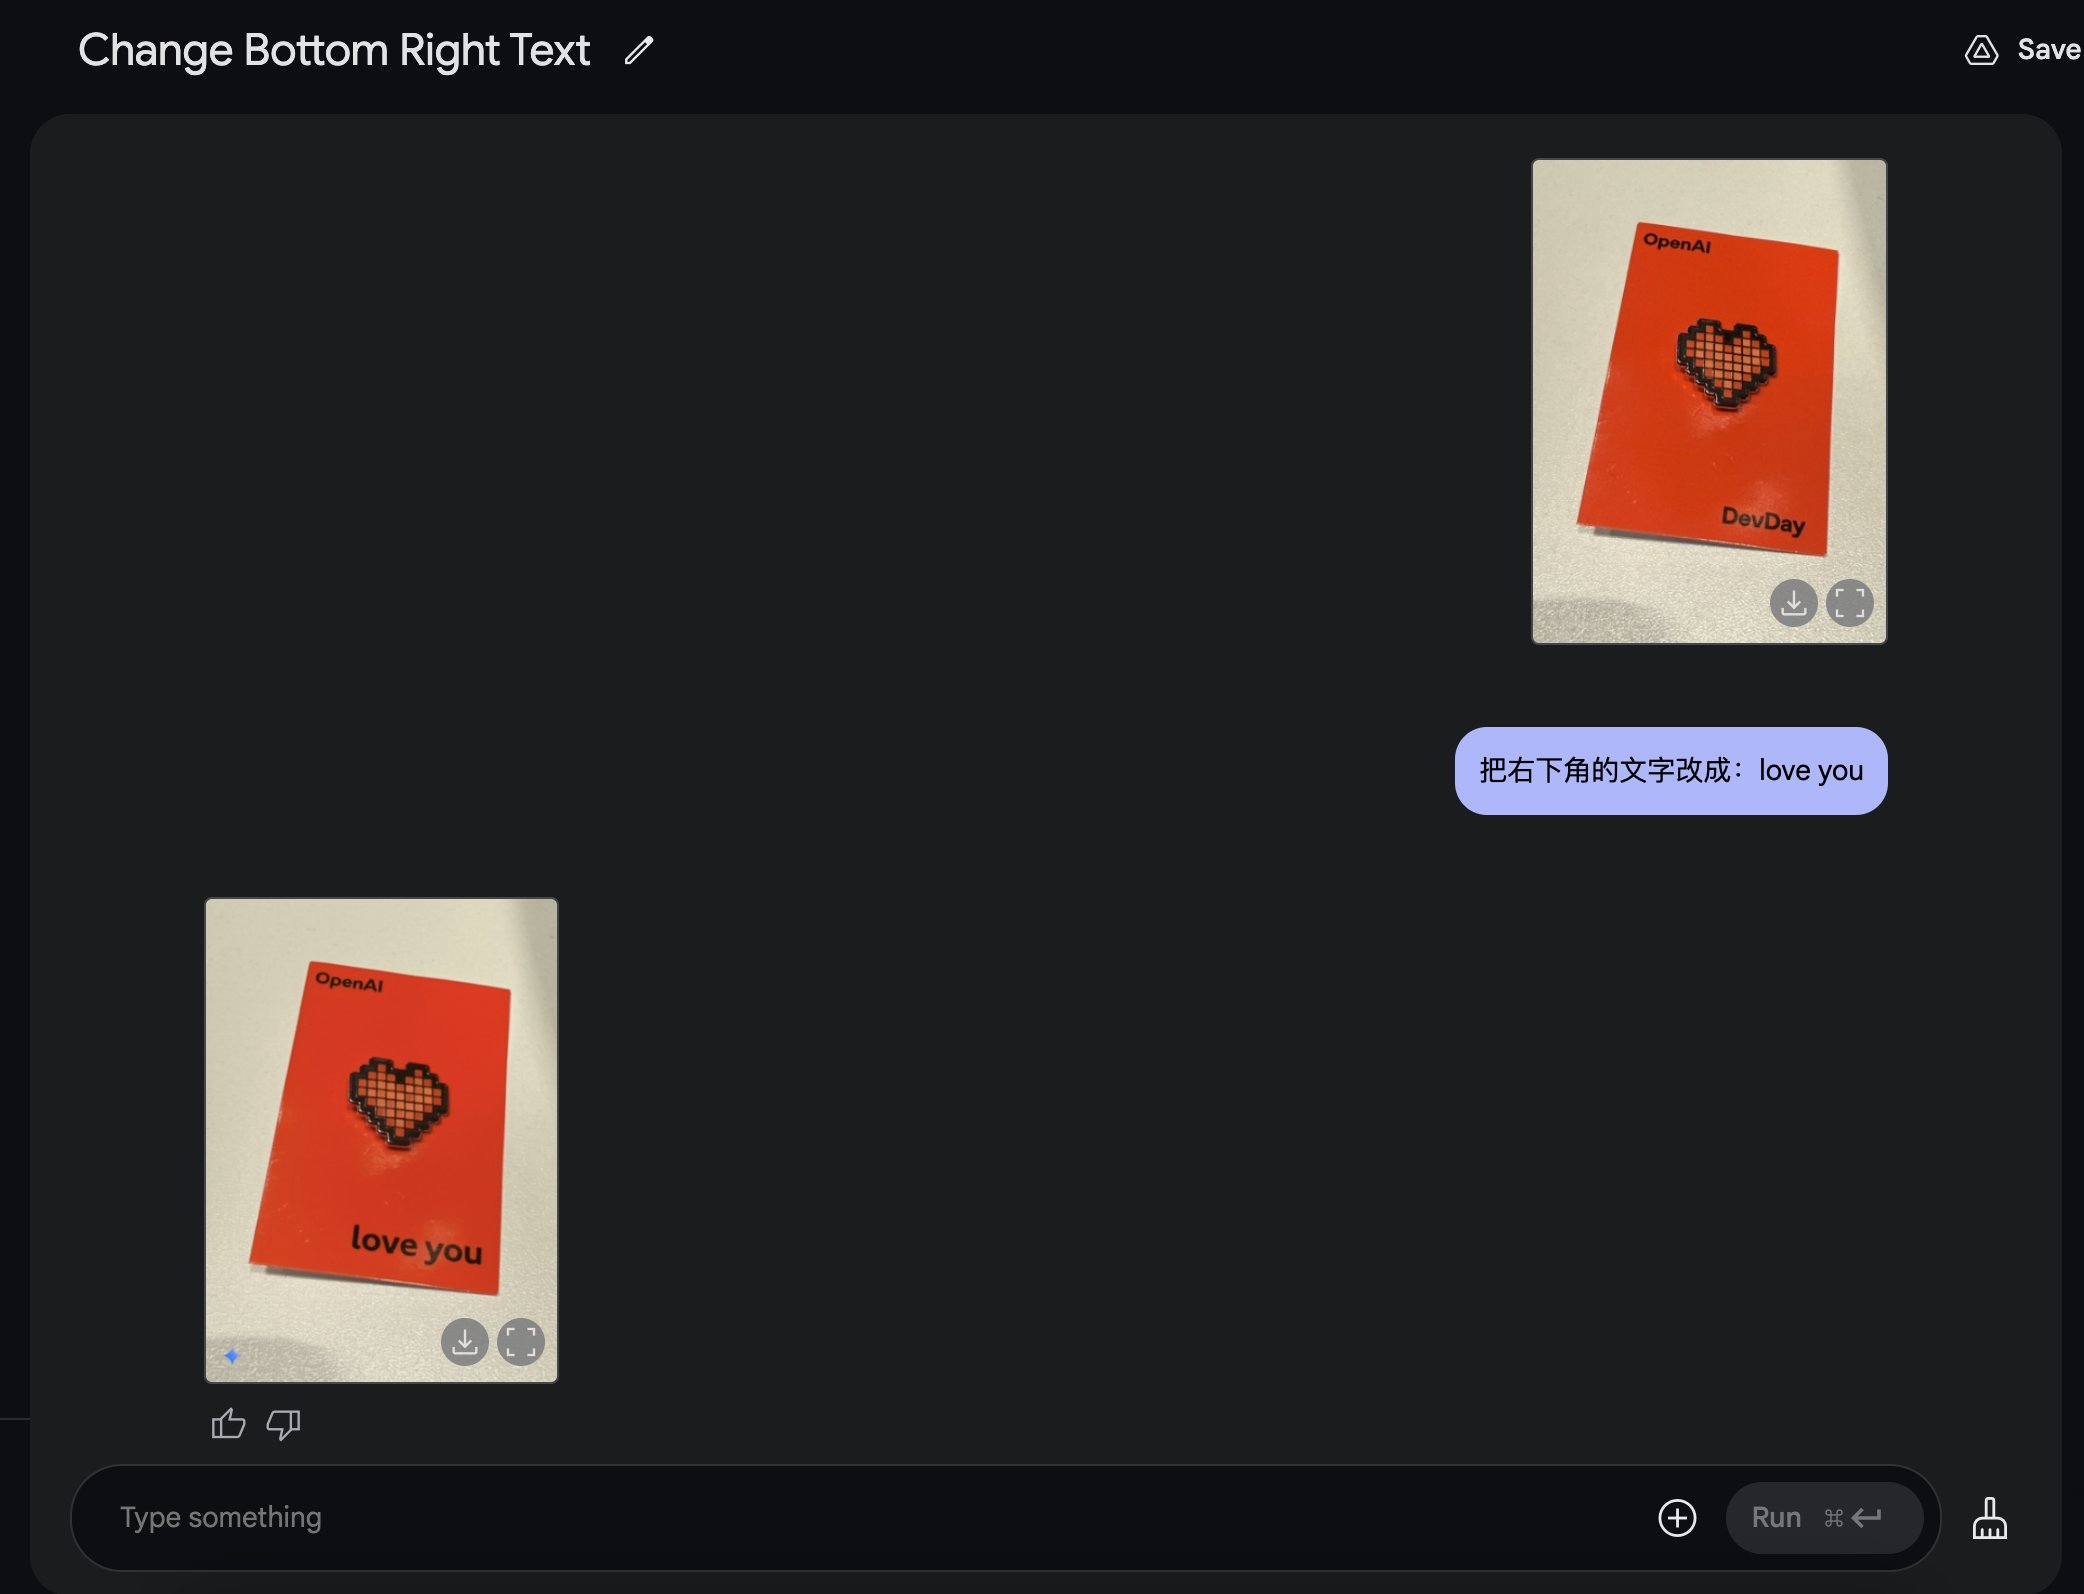 Change Bottom Right Text
Save
OpenAI
DevDay
把右下角的文字改成：love you
OpenAI
love you
Type something
Run ⌘